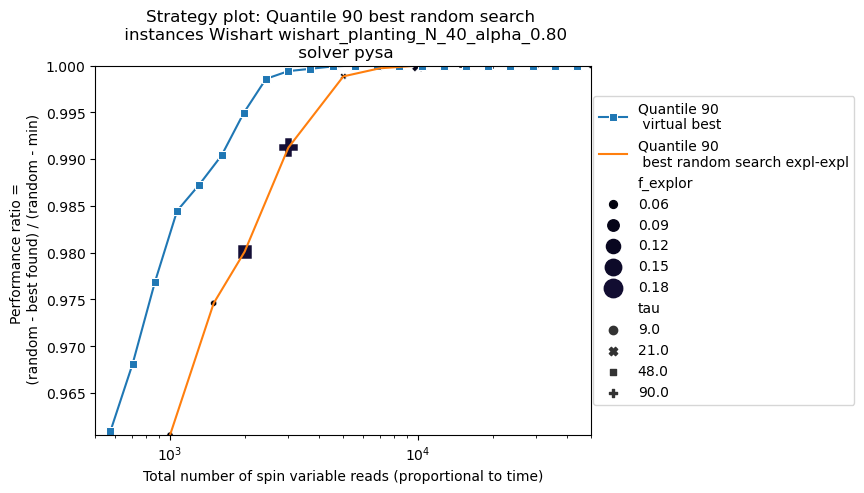 Strategy plot: Quantile 90 best random search
instances Wishart wishart_planting_N_40_alpha_0.80
solver pysa
1.000
0.995
0.990
0.985
0.980
0.975
0.970
0.965
Performance ratio =
(random - best found) / (random - min)
10^3
10^4
Total number of spin variable reads (proportional to time)
Quantile 90
virtual best
Quantile 90
best random search expl-expl
f_explor
0.06
0.09
0.12
0.15
0.18
tau
9.0
21.0
48.0
90.0